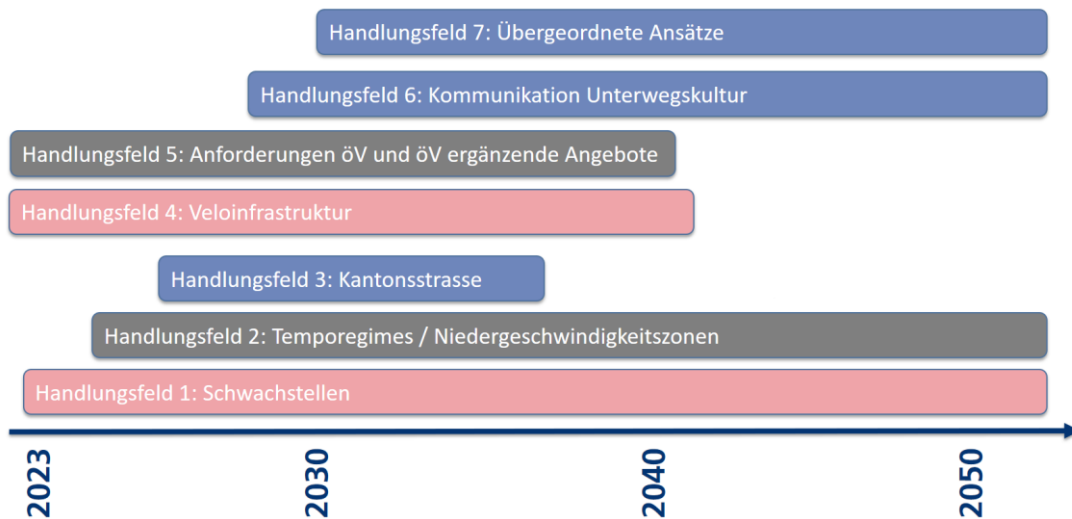 Handlungsfeld 7: Übergeordnete Ansätze
Handlungsfeld 6: Kommunikation Unterwegskultur
Handlungsfeld 5: Anforderungen öV und öV ergänzende Angebote
Handlungsfeld 4: Veloinfrastruktur
Handlungsfeld 3: Kantonsstrasse
Handlungsfeld 2: Temporegimes / Niedergeschwindigkeitszonen
Handlungsfeld 1: Schwachstellen
2023
2030
2040
2050